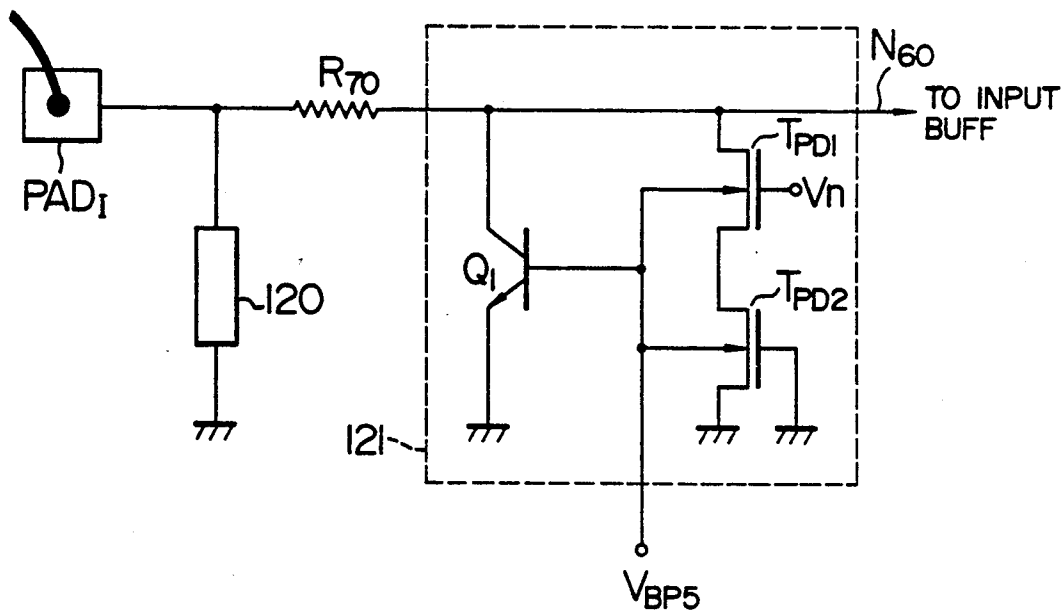 N60
R70
TO INPUT
BUFF
TPD1
PADI
Vn
Q1
120
TPD2
121
VBP5